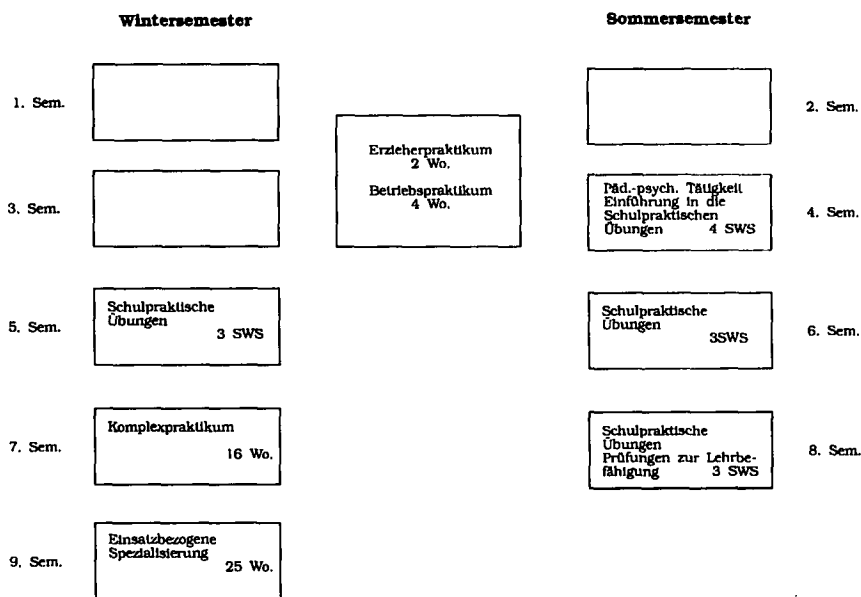 Wintersemester
Sommersemester
1. Sem.
2. Sem.
Erzieherpraktikum
2 Wo.
Betriebspraktikum
4 Wo.
3. Sem.
Päd.-psych. Tätigkeit
Einführung in die
Schulpraktischen
Übungen 4 SWS
4. Sem.
5. Sem.
Schulpraktische
Übungen
3 SWS
Schulpraktische
Übungen
3SWS
6. Sem.
7. Sem.
Komplexpraktikum
16 Wo.
Schulpraktische
Übungen
Prüfungen zur Lehrbe-
fähigung 3 SWS
8. Sem.
9. Sem.
Einsatzbezogene
Spezialisierung
25 Wo.